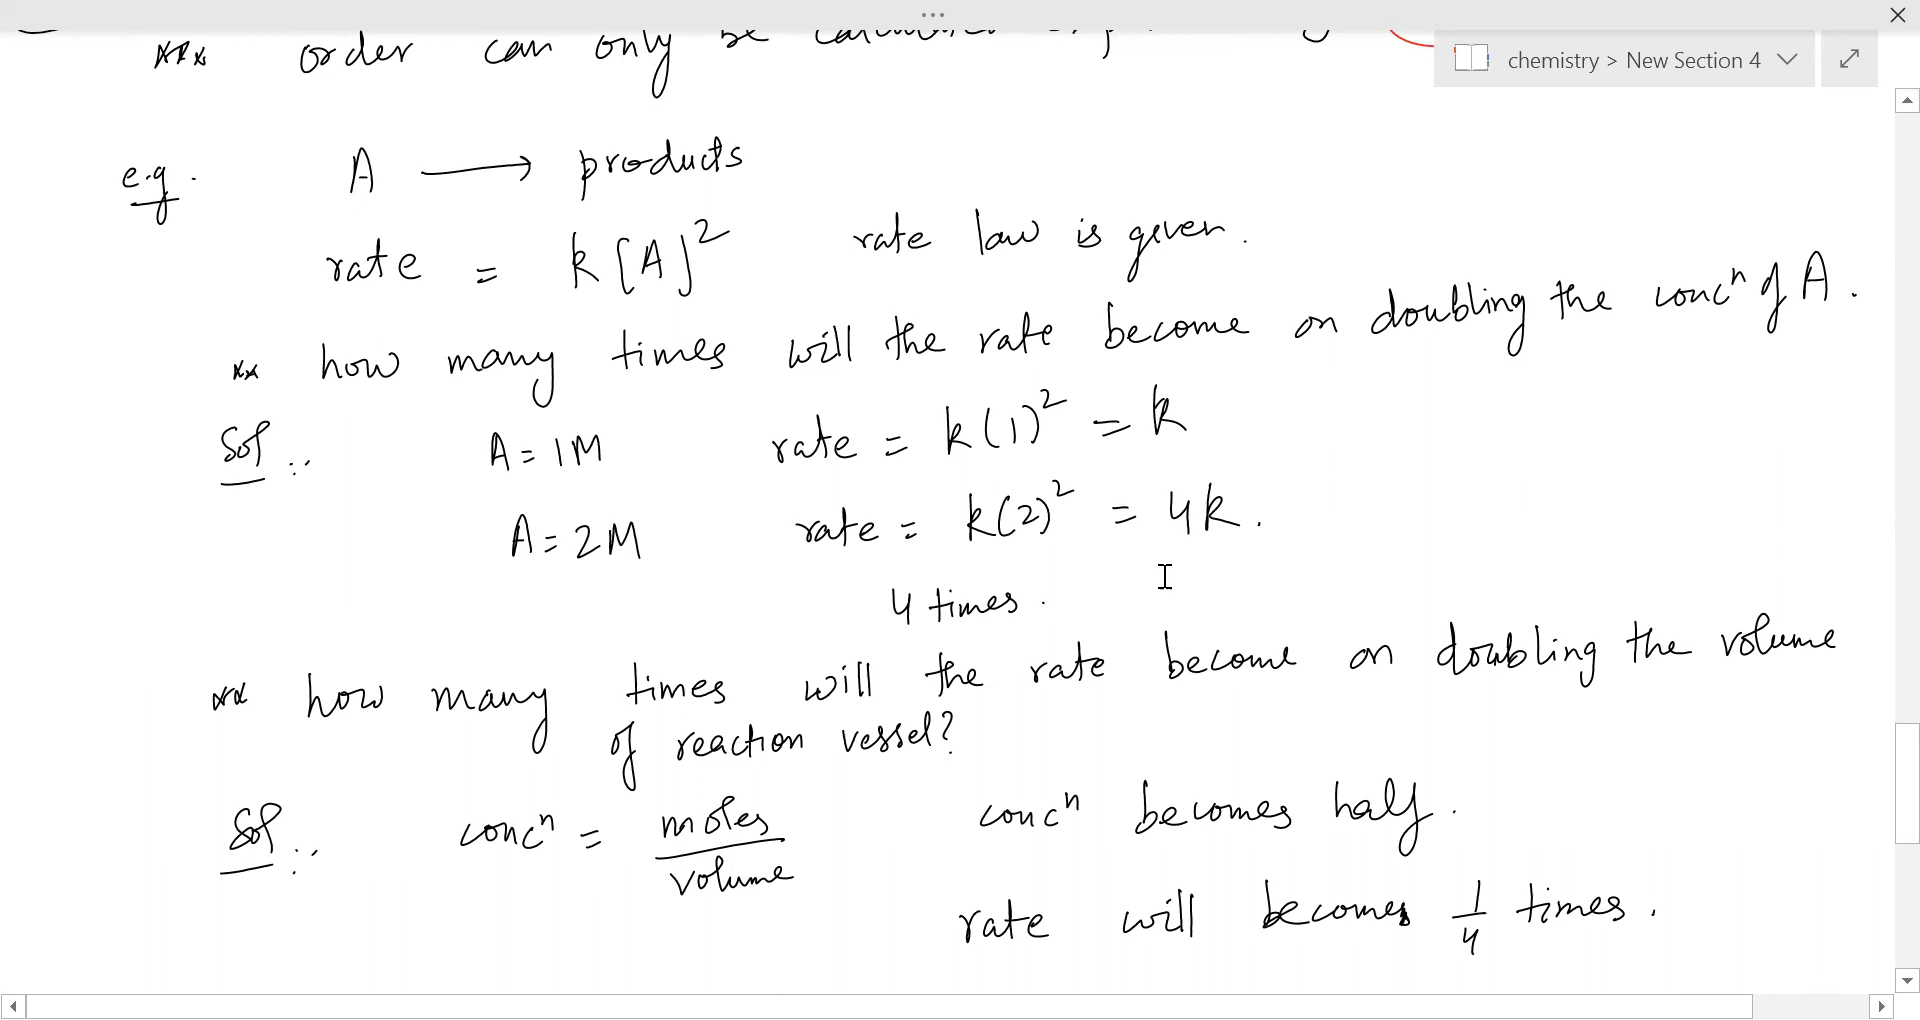 chemistry > New Section 4
*** order can only be
e.g. A ⟶ products
rate = k[A]² rate law is given.
** how many times will the rate become on doubling the concⁿ of A.
Sol :· A = 1M rate = k(1)² = k
A = 2M rate = k(2)² = 4k.
4 times.
** how many times will the rate become on doubling the volume
of reaction vessel?
Sol :· concⁿ = moles/volume concⁿ becomes half.
rate will becomes 1/4 times.